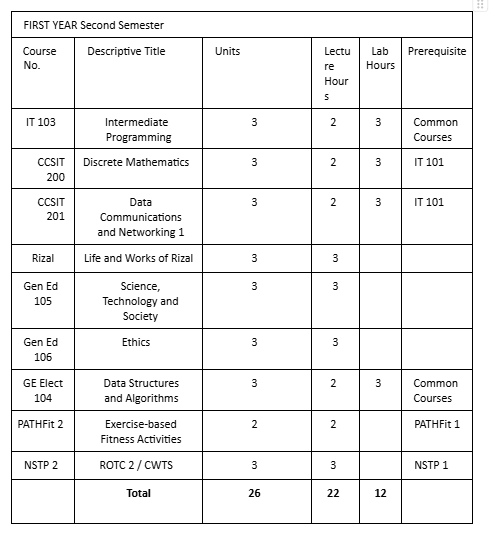 FIRST YEAR Second Semester
Course No. Descriptive Title Units Lectu re Hour s Lab Hours Prerequisite
IT 103 Intermediate Programming 3 2 3 Common Courses
CCSIT 200 Discrete Mathematics 3 2 3 IT 101
CCSIT 201 Data Communications and Networking 1 3 2 3 IT 101
Rizal Life and Works of Rizal 3 3
Gen Ed 105 Science, Technology and Society 3 3
Gen Ed 106 Ethics 3 3
GE Elect 104 Data Structures and Algorithms 3 2 3 Common Courses
PATHFit 2 Exercise-based Fitness Activities 2 2 PATHFit 1
NSTP 2 ROTC 2 / CWTS 3 3 NSTP 1
Total 26 22 12